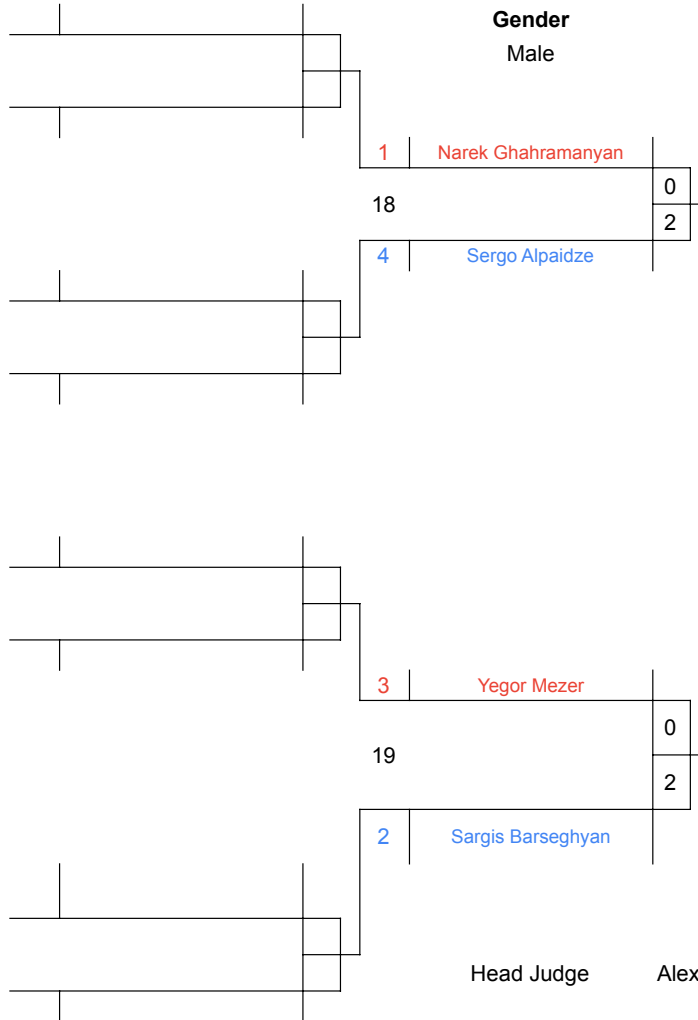 Gender
Male
1 Narek Ghahramanyan
0
18
2
4 Sergo Alpaidze
3 Yegor Mezer
0
19
2
2 Sargis Barseghyan
Head Judge Alex